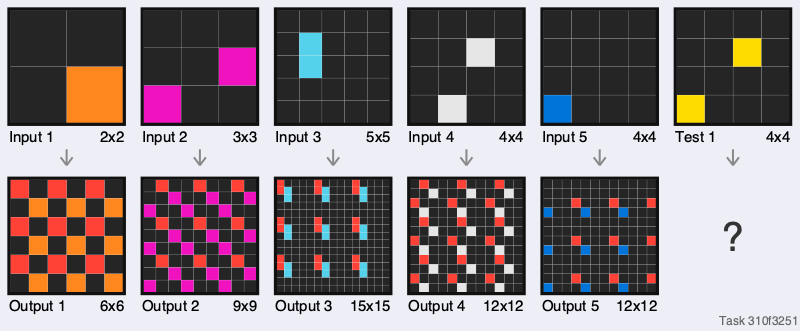 Input 1 2x2
Input 2 3x3
Input 3 5x5
Input 4 4x4
Input 5 4x4
Test 1 4x4
?
Output 1 6x6
Output 2 9x9
Output 3 15x15
Output 4 12x12
Output 5 12x12
Task 310f3251